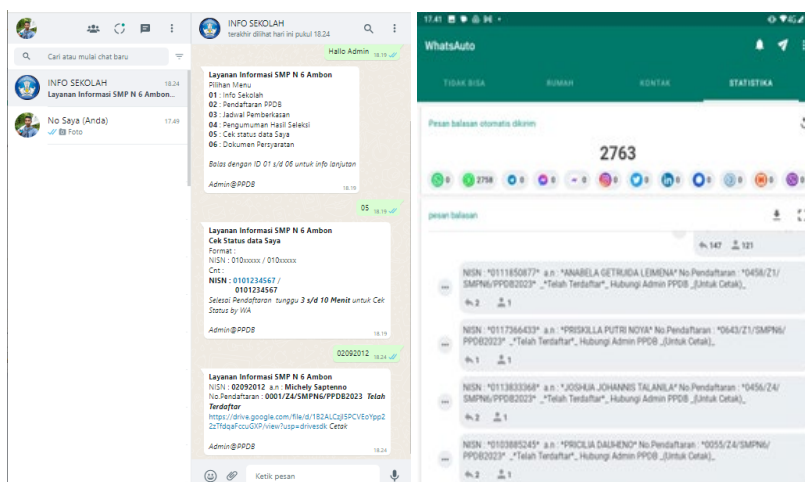 Cari atau mulai chat baru
INFO SEKOLAH
18.24
Layanan Informasi SMP N 6 Ambon...
No Saya (Anda)
17.49
Foto
INFO SEKOLAH
terakhir dilihat hari ini pukul 18.24
Hallo Admin 18.19
Layanan Informasi SMP N 6 Ambon
Pilihan Menu
01 : Info Sekolah
02 : Pendaftaran PPDB
03 : Jadwal Pemberkasan
04 : Pengumuman Hasil Seleksi
05 : Cek status data Saya
06 : Dokumen Persyaratan
Balas dengan ID 01 s/d 06 untuk info lanjutan
Admin@PPDB
18.19
05 18.19
Layanan Informasi SMP N 6 Ambon
Cek Status data Saya
Format :
NISN : 010xxxxx / 010xxxxx
Cnt :
NISN : 0101234567 /
0101234567
Selesai Pendaftaran tunggu 3 s/d 10 Menit untuk Cek
Status by WA
Admin@PPDB
18.19
02092012 18.24
Layanan Informasi SMP N 6 Ambon
NISN : 02092012 a.n : Michely Saptenno
No.Pendaftaran : 0001/Z4/SMPN6/PPDB2023 Telah
Terdaftar
https://drive.google.com/file/d/1B2ALCzjI5PCVEoYpp2
2zTfdqaFccuGXP/view?usp=drivesdk Cetak
Admin@PPDB
18.24
Ketik pesan
17.41
WhatsAuto
TIDAK BISA
RUMAH
KONTAK
STATISTIKA
Pesan balasan otomatis dikirim
2763
0 2758 0 0 0 0 0 0 0 0 0 0
pesan balasan
147 121
NISN : *0111850877* a.n : *ANABELA GETRUIDA LEIMENA* No.Pendaftaran : *0458/Z1/
SMPN6/PPDB2023* _*Telah Terdaftar*_ Hubungi Admin PPDB _(Untuk Cetak)_
2 1
NISN : *0117366433* a.n : *PRISKILLA PUTRI NOYA* No.Pendaftaran : *0643/Z1/SMPN6/
PPDB2023* _*Telah Terdaftar*_ Hubungi Admin PPDB _(Untuk Cetak)_
1 1
NISN : *0113833368* a.n : *JOSHUA JOHANNIS TALANILA* No.Pendaftaran : *0456/Z4/
SMPN6/PPDB2023* _*Telah Terdaftar*_ Hubungi Admin PPDB _(Untuk Cetak)_
2 1
NISN : *0103885245* a.n : *PRICILIA DAUHENO* No.Pendaftaran : *0055/Z4/SMPN6/
PPDB2023* _*Telah Terdaftar*_ Hubungi Admin PPDB _(Untuk Cetak)_
2 1